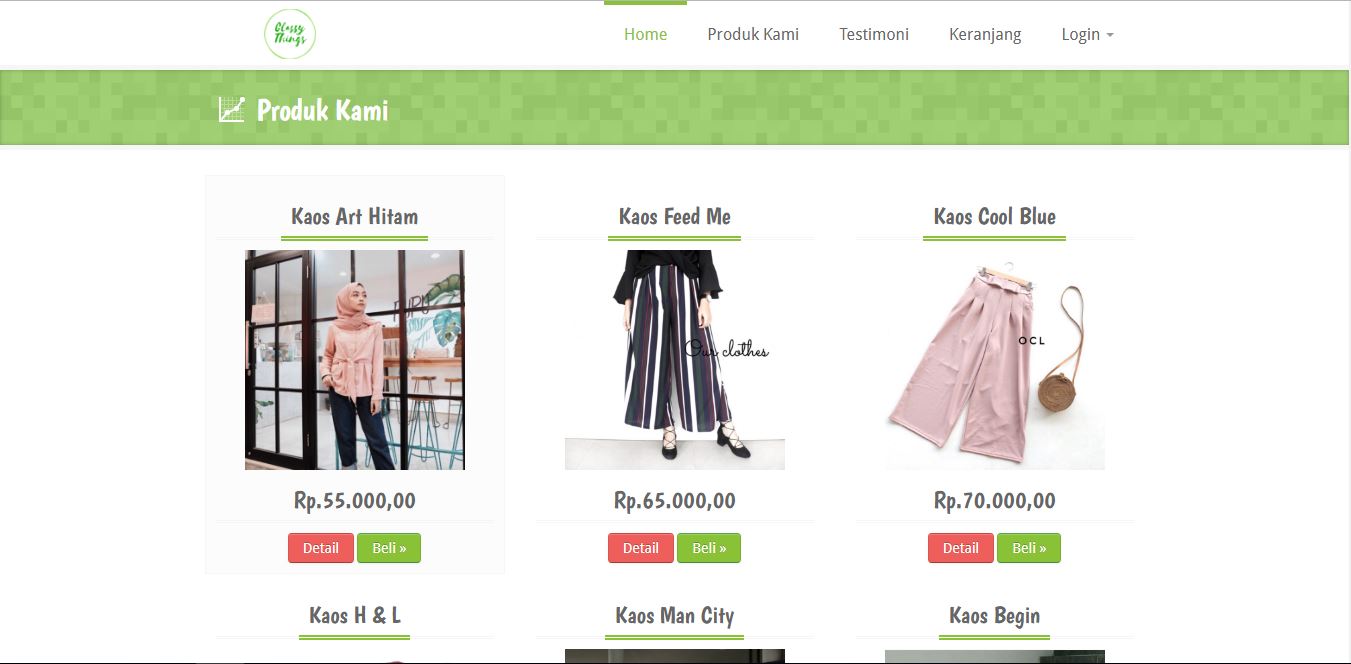 Classy
Things
Home
Produk Kami
Testimoni
Keranjang
Login
Produk Kami
Kaos Art Hitam
Kaos Feed Me
Kaos Cool Blue
Our clothes
OCL
Rp.55.000,00
Rp.65.000,00
Rp.70.000,00
Detail
Beli »
Detail
Beli »
Detail
Beli »
Kaos H & L
Kaos Man City
Kaos Begin